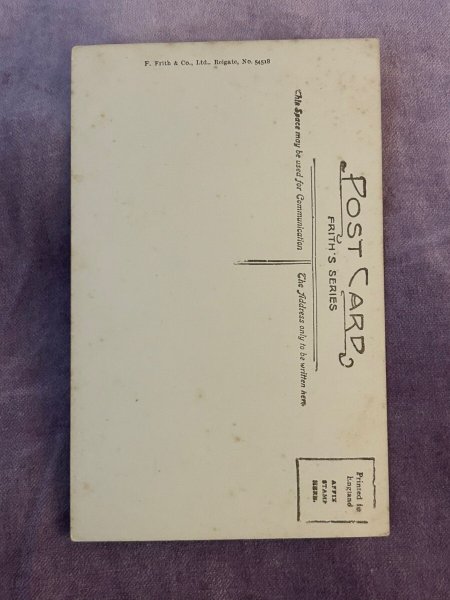 F. Frith & Co., Ltd., Reigate, No. 54518
POST CARD
FRITH'S SERIES
This Space may be used for Communication
The Address only to be written here.
Printed in
England
AFFIX
STAMP
HERE.